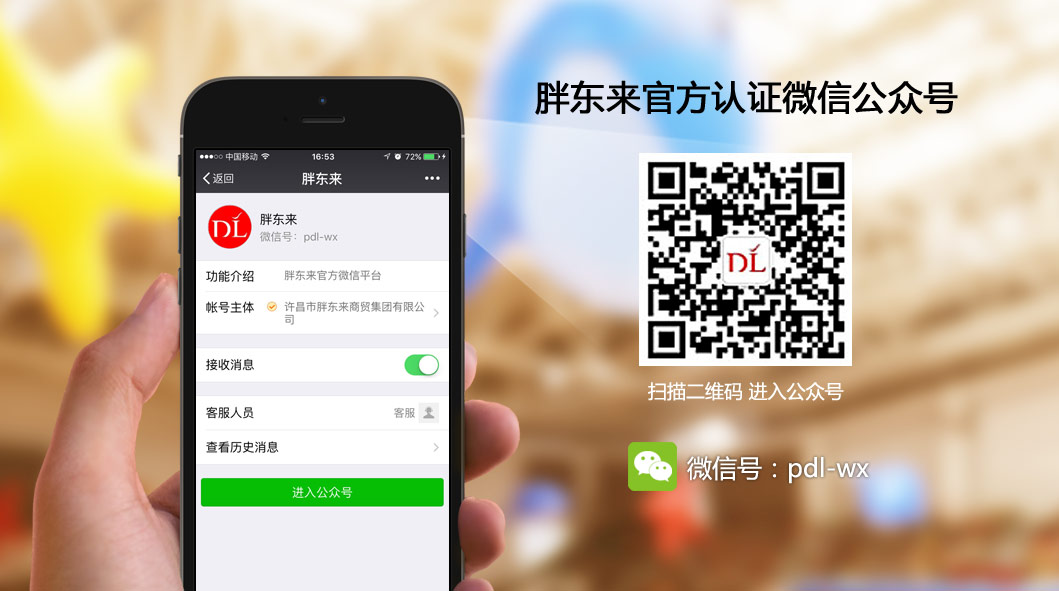 胖东来官方认证微信公众号
中国移动 16:53 72%
返回 胖东来
DL
胖东来
微信号：pdl-wx
功能介绍 胖东来官方微信平台
帐号主体 许昌市胖东来商贸集团有限公
司
接收消息
客服人员 客服
查看历史消息
进入公众号
DL
扫描二维码 进入公众号
微信号：pdl-wx